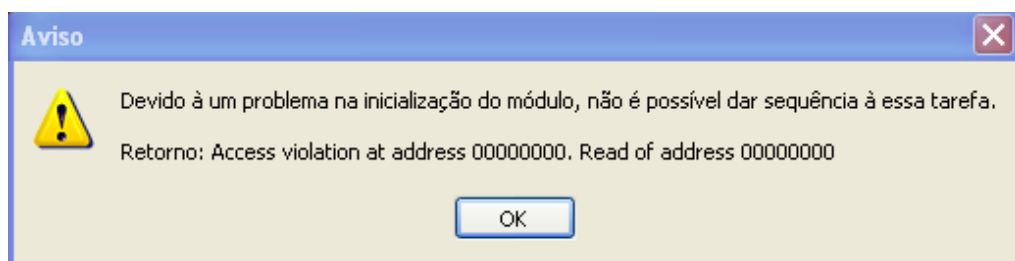 Aviso
Devido à um problema na inicialização do módulo, não é possível dar sequência à essa tarefa.
Retorno: Access violation at address 00000000. Read of address 00000000
OK